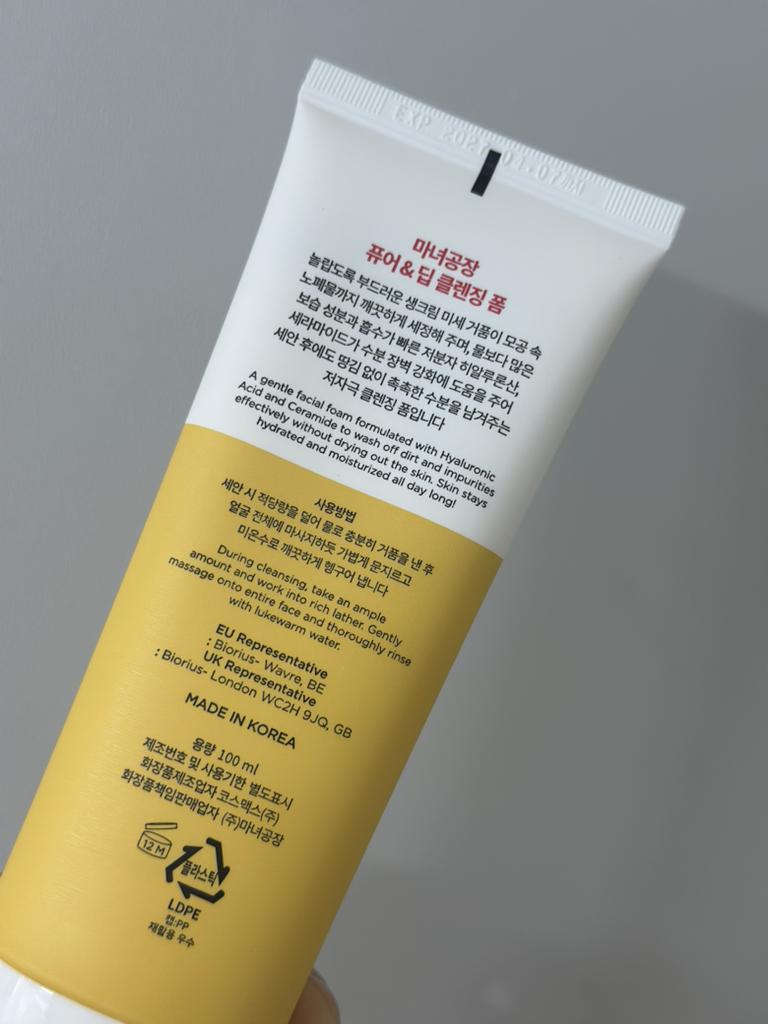 EXP 2027.01.07
마녀공장
퓨어 & 딥 클렌징 폼
놀랍도록 부드러운 생크림 미세 거품이 모공 속
노폐물까지 깨끗하게 세정해 주며, 물보다 많은
보습 성분과 흡수가 빠른 저분자 히알루론산,
세라마이드가 수분 장벽 강화에 도움을 주어
세안 후에도 땅김 없이 촉촉한 수분을 남겨주는
저자극 클렌징 폼입니다
A gentle facial foam formulated with Hyaluronic
Acid and Ceramide to wash off dirt and impurities
effectively without drying out the skin. Skin stays
hydrated and moisturized all day long!
사용방법
세안 시 적당량을 덜어 물로 충분히 거품을 낸 후
얼굴 전체에 마사지하듯 가볍게 문지르고
미온수로 깨끗하게 헹구어 냅니다
During cleansing, take an ample
amount and work into rich lather. Gently
massage onto entire face and thoroughly rinse
with lukewarm water.
EU Representative
: Biorius- Wavre, BE
UK Representative
: Biorius- London WC2H 9JQ, GB
MADE IN KOREA
용량 100 ml
제조번호 및 사용기한 별도표시
화장품제조업자 코스맥스(주)
화장품책임판매업자 (주)마녀공장
12 M
플라스틱
LDPE
캡:PP
재활용 우수